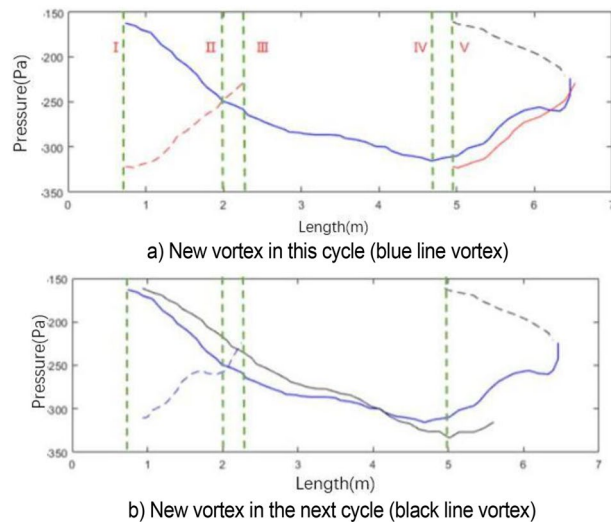 -150
-200
-250
-300
-350
Pressure(Pa)
I II III IV V
0 1 2 3 4 5 6 7
Length(m)
a) New vortex in this cycle (blue line vortex)
-150
-200
-250
-300
-350
Pressure(Pa)
0 1 2 3 4 5 6 7
Length(m)
b) New vortex in the next cycle (black line vortex)